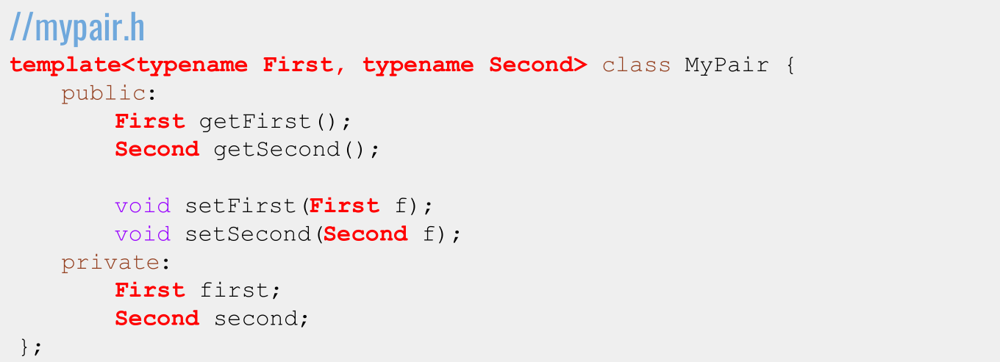 //mypair.h
template<typename First, typename Second> class MyPair {
public:
First getFirst();
Second getSecond();
void setFirst(First f);
void setSecond(Second f);
private:
First first;
Second second;
};